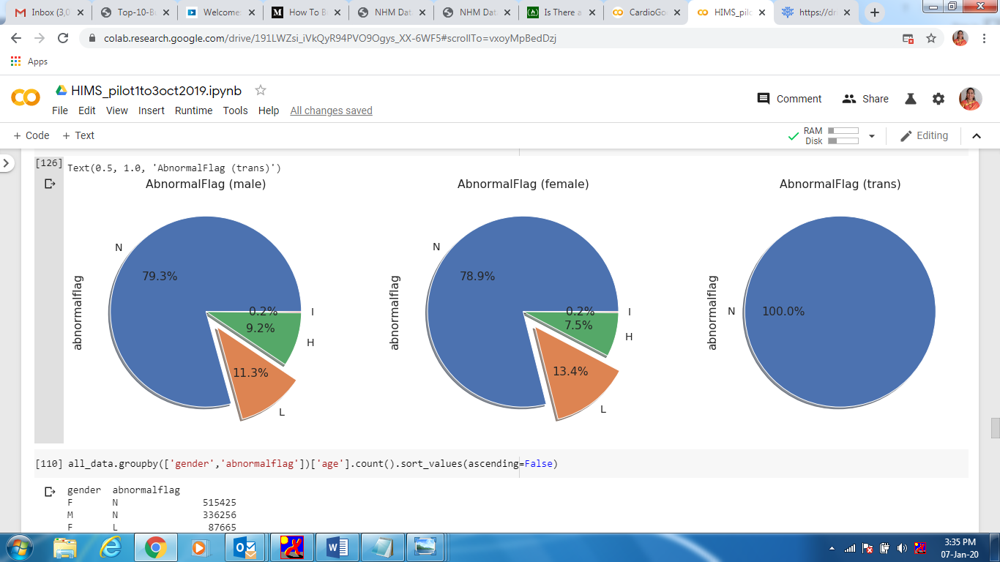 Inbox (3,0
Top-10-B
Welcome
How To B
NHM Dat
NHM Dat
Is There a
CardioGo
HIMS_pil
https://dr
colab.research.google.com/drive/191LWZsi_iVkQyR94PVO9Ogys_XX-6WF5#scrollTo=vxoyMpBedDzj
Apps
HIMS_pilot1to3oct2019.ipynb
Comment
Share
File Edit View Insert Runtime Tools Help All changes saved
+ Code + Text
RAM
Disk
Editing
[126]
Text(0.5, 1.0, 'AbnormalFlag (trans)')
AbnormalFlag (male)
abnormalflag
N
79.3%
0.2%
I
9.2%
H
11.3%
L
AbnormalFlag (female)
abnormalflag
N
78.9%
0.2%
I
7.5%
H
13.4%
L
AbnormalFlag (trans)
abnormalflag
N
100.0%
[110] all_data.groupby(['gender','abnormalflag'])['age'].count().sort_values(ascending=False)
gender abnormalflag
F N 515425
M N 336256
F L 87665
3:35 PM
07-Jan-20